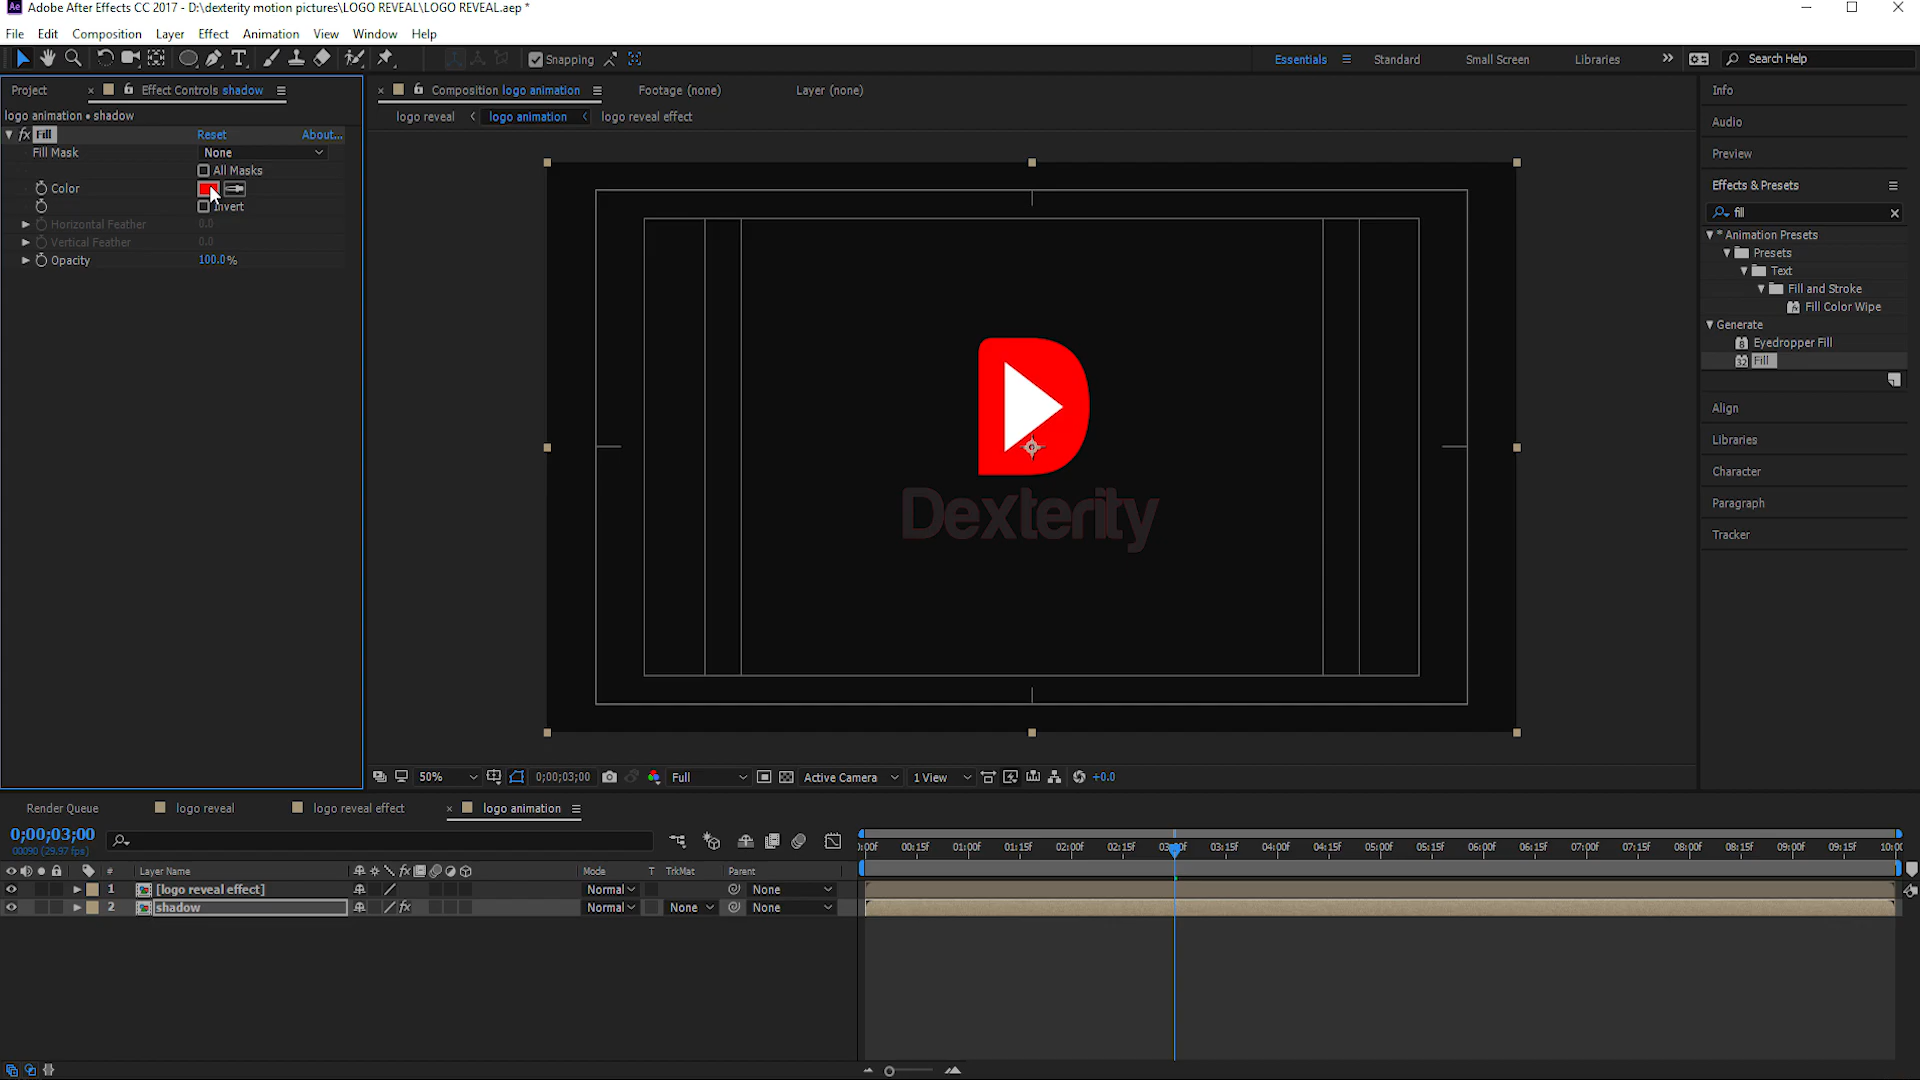 Adobe After Effects CC 2017 - D:\dexterity motion pictures\LOGO REVEAL\LOGO REVEAL.aep *
File Edit Composition Layer Effect Animation View Window Help
Snapping Essentials Standard Small Screen Libraries Search Help
Project Effect Controls shadow Composition logo animation Footage (none) Layer (none) Info
logo animation • shadow logo reveal logo animation logo reveal effect
Audio
fx Fill Reset About...
Fill Mask None Preview
All Masks
Color Effects & Presets
Invert fill
Horizontal Feather 0.0
Vertical Feather 0.0
Opacity 100.0%
* Animation Presets
Presets
Text
Fill and Stroke
Fill Color Wipe
Generate
Eyedropper Fill
Fill
Align
Libraries
Character
Paragraph
Tracker
Dexterity
50% 0;00;03;00 Full Active Camera 1 View +0.0
Render Queue logo reveal logo reveal effect logo animation
0;00;03;00
00090 (29.97 fps)
00:15f 01:00f 01:15f 02:00f 02:15f 03:15f 04:00f 04:15f 05:00f 05:15f 06:00f 06:15f 07:00f 07:15f 08:00f 08:15f 09:00f 09:15f
# Layer Name Mode T TrkMat Parent
1 [logo reveal effect] Normal None
2 shadow fx Normal None None